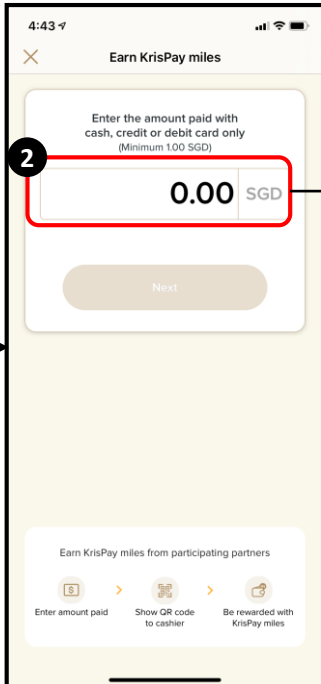 4:43
Earn KrisPay miles
Enter the amount paid with
cash, credit or debit card only
(Minimum 1.00 SGD)
2
0.00 SGD
Next
Earn KrisPay miles from participating partners
Enter amount paid
Show QR code
to cashier
Be rewarded with
KrisPay miles